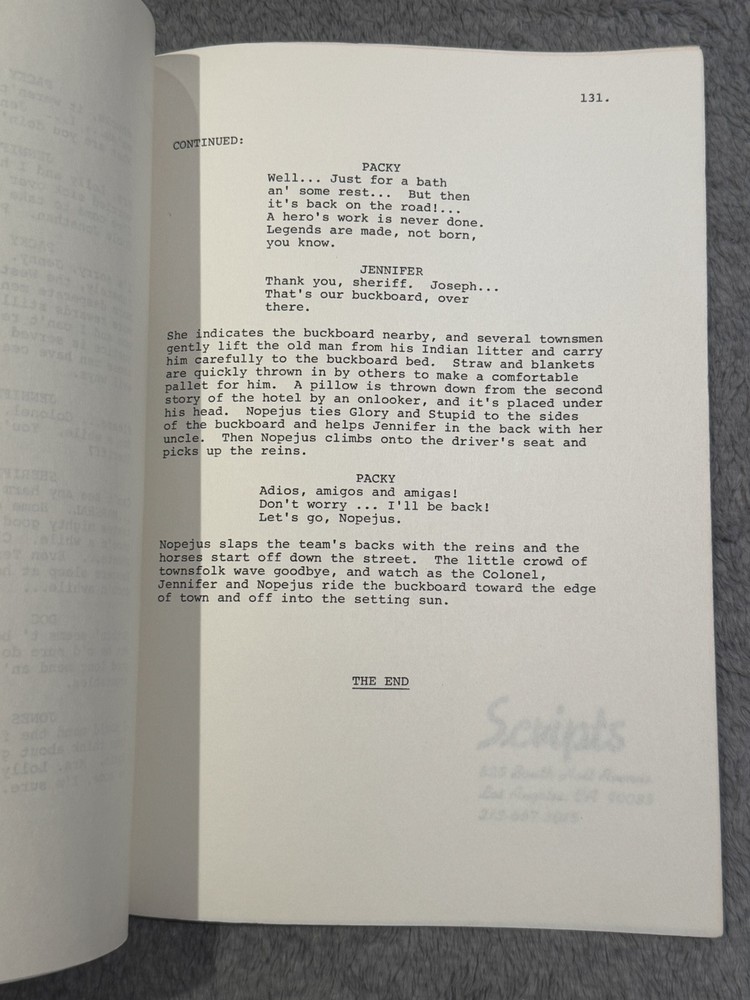 131.
CONTINUED:
PACKY
Well... Just for a bath
an' some rest... But then
it's back on the road!...
A hero's work is never done.
Legends are made, not born,
you know.
JENNIFER
Thank you, sheriff. Joseph...
That's our buckboard, over
there.
She indicates the buckboard nearby, and several townsmen
gently lift the old man from his Indian litter and carry
him carefully to the buckboard bed. Straw and blankets
are quickly thrown in by others to make a comfortable
pallet for him. A pillow is thrown down from the second
story of the hotel by an onlooker, and it's placed under
his head. Nopejus ties Glory and Stupid to the sides
of the buckboard and helps Jennifer in the back with her
uncle. Then Nopejus climbs onto the driver's seat and
picks up the reins.
PACKY
Adios, amigos and amigas!
Don't worry ... I'll be back!
Let's go, Nopejus.
Nopejus slaps the team's backs with the reins and the
horses start off down the street. The little crowd of
townsfolk wave goodbye, and watch as the Colonel,
Jennifer and Nopejus ride the buckboard toward the edge
of town and off into the setting sun.
THE END
Scripts
Los Angeles, CA